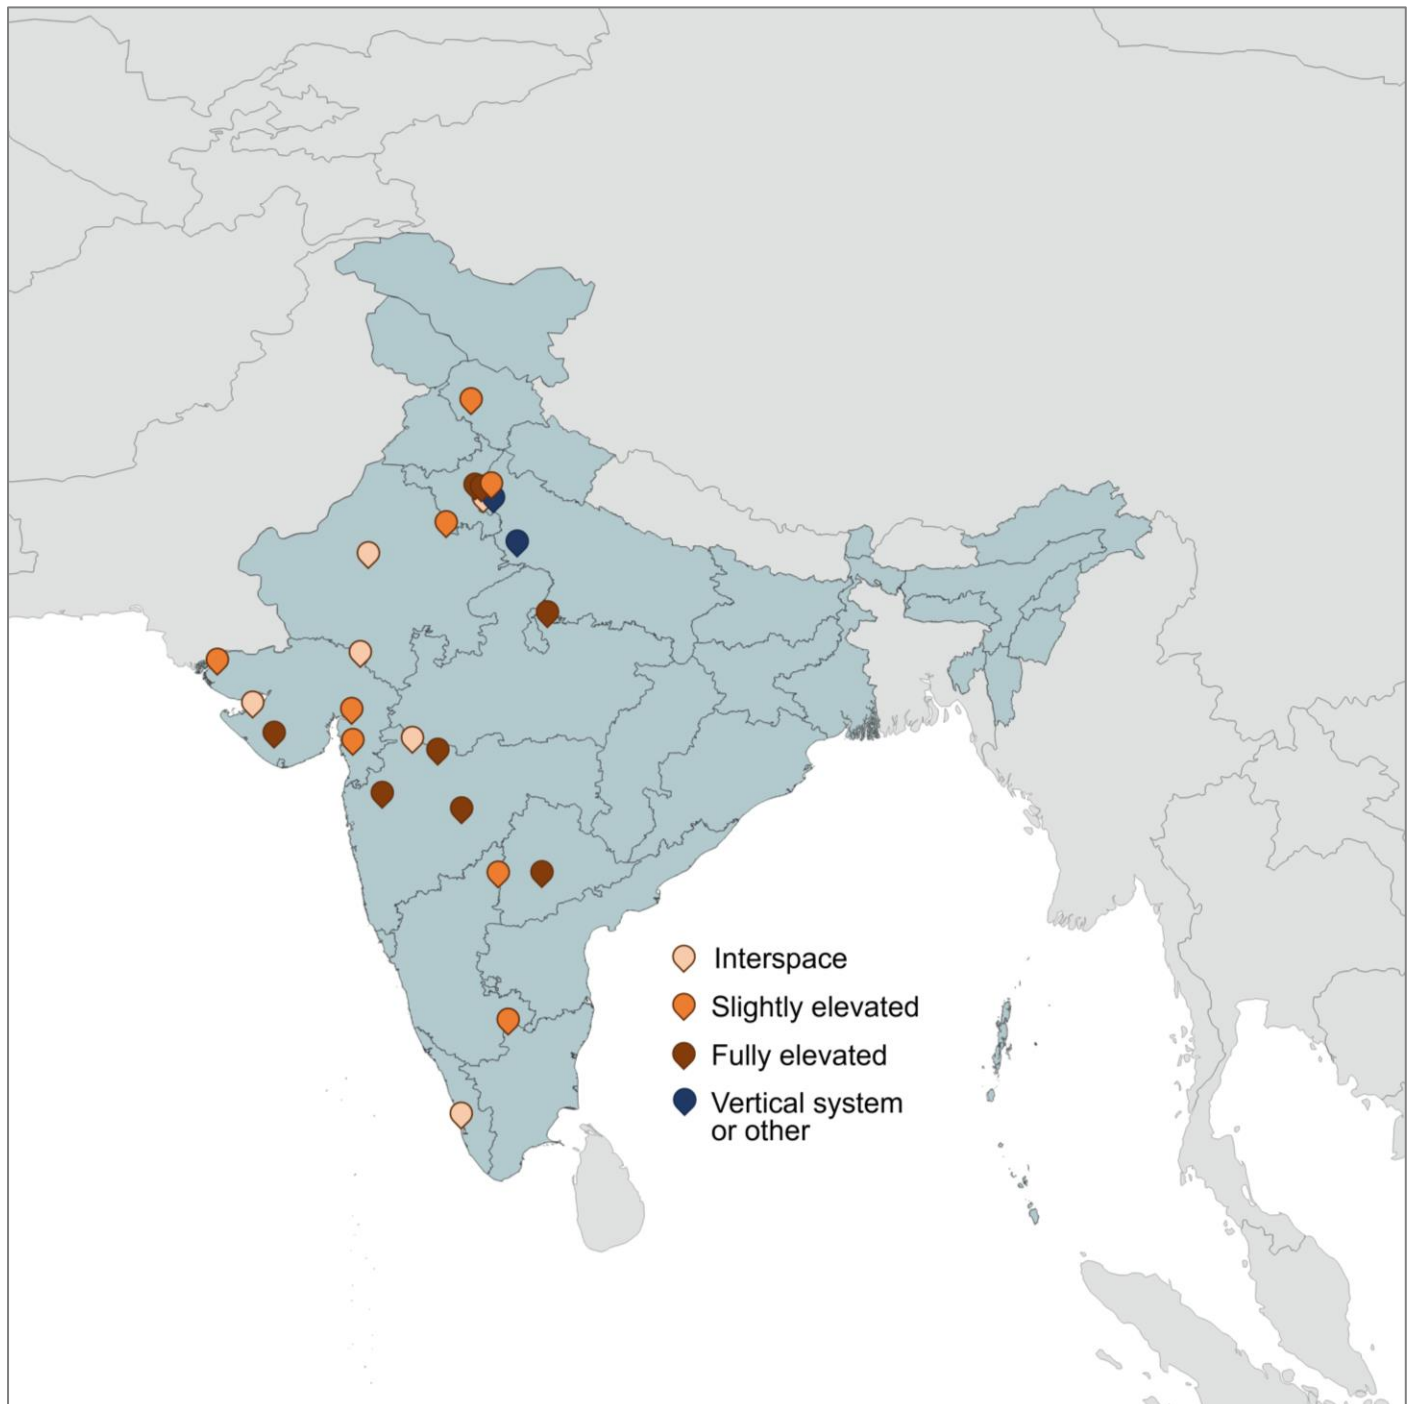 Interspace
Slightly elevated
Fully elevated
Vertical system
or other